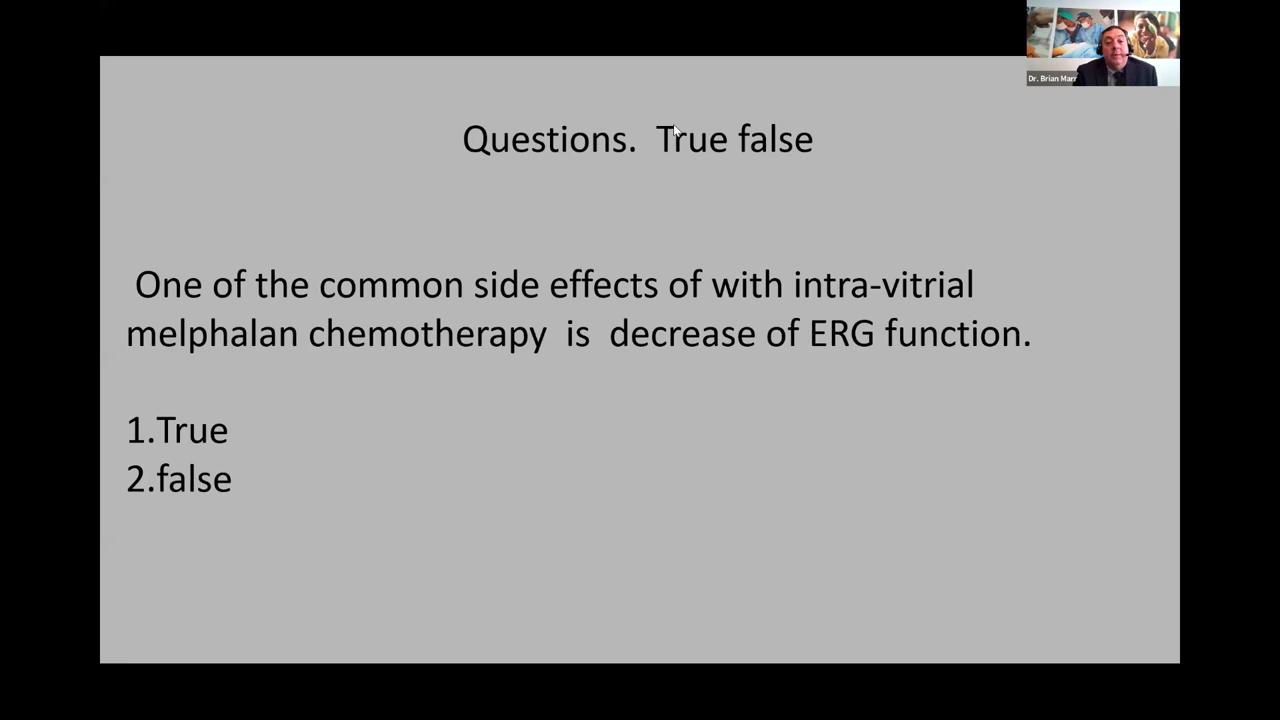 Dr. Brian Marr
Questions.  True false
One of the common side effects of with intra-vitrial
melphalan chemotherapy  is  decrease of ERG function.
1.True
2.false